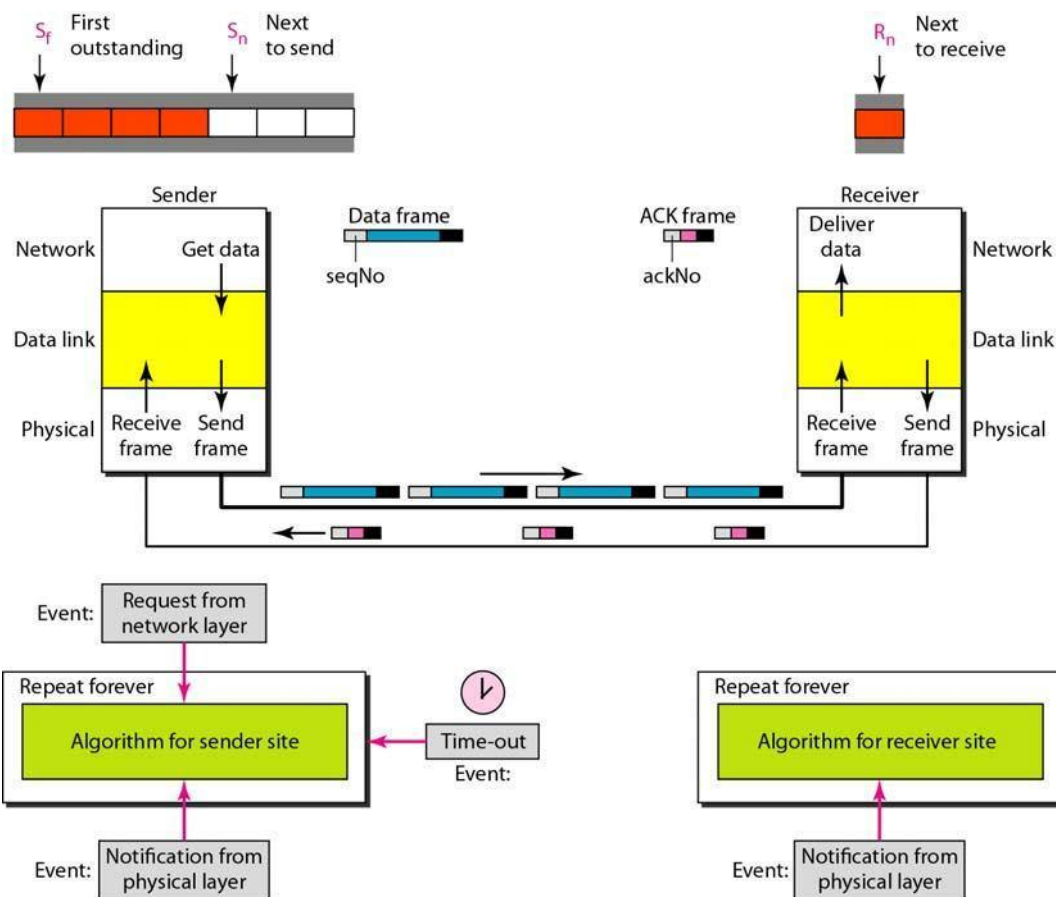 Sf First
outstanding
Sn Next
to send
Rn Next
to receive
Sender
Receiver
Data frame
seqNo
ACK frame
ackNo
Network
Get data
Deliver
data
Network
Data link
Data link
Physical
Receive
frame
Send
frame
Receive
frame
Send
frame
Physical
Event:
Request from
network layer
Repeat forever
Algorithm for sender site
Time-out
Event:
Event:
Notification from
physical layer
Repeat forever
Algorithm for receiver site
Event:
Notification from
physical layer